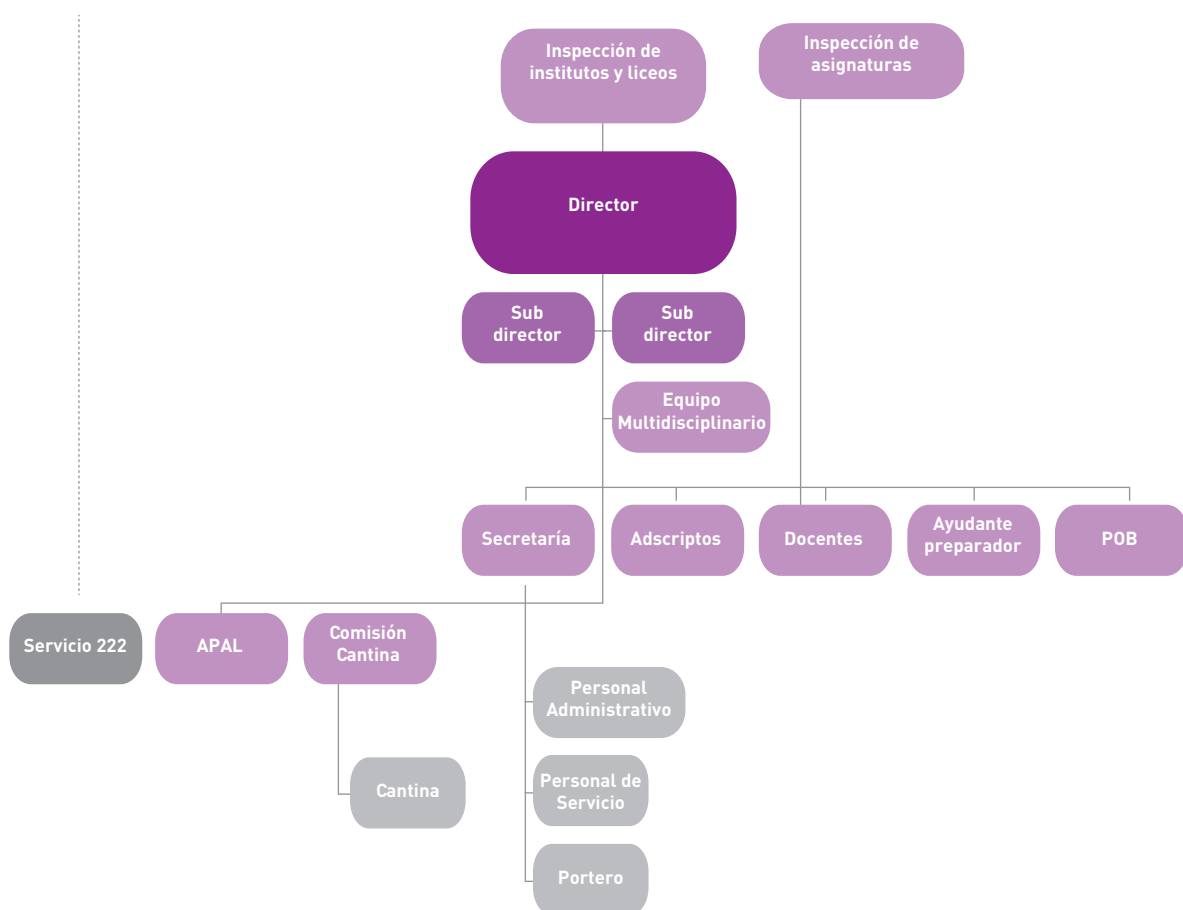 Inspección de
institutos y liceos
Inspección de
asignaturas
Director
Sub
director
Sub
director
Equipo
Multidisciplinario
Secretaría
Adscriptos
Docentes
Ayudante
preparador
POB
Servicio 222
APAL
Comisión
Cantina
Personal
Administrativo
Cantina
Personal de
Servicio
Portero